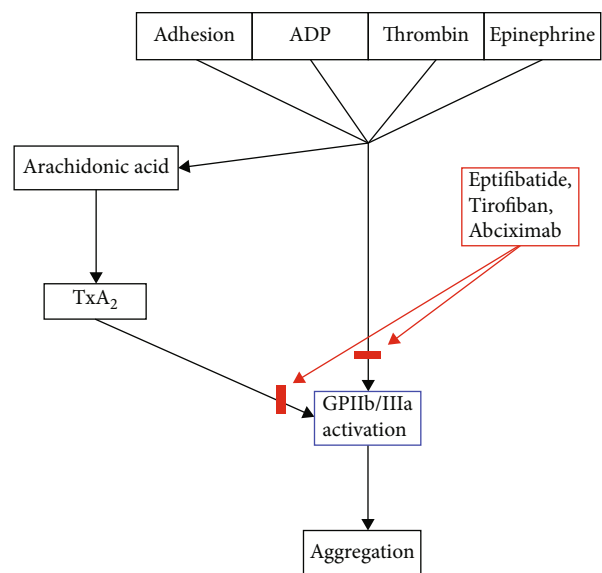 Adhesion
ADP
Thrombin
Epinephrine
Arachidonic acid
Eptifibatide,
Tirofiban,
Abciximab
TxA₂
GPIIb/IIIa
activation
Aggregation